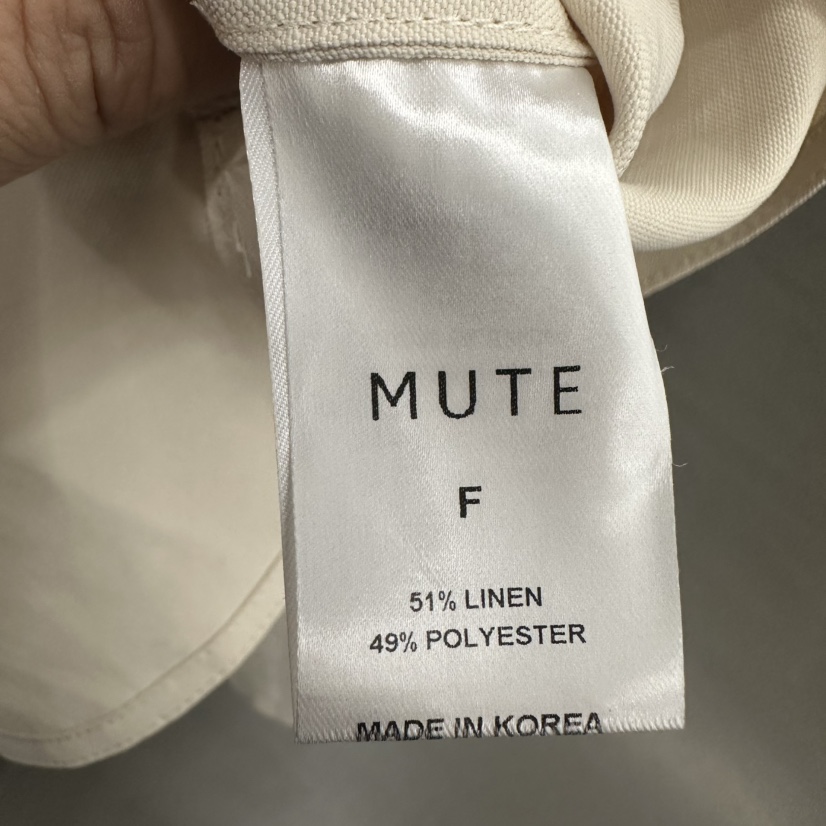 MUTE
F
51% LINEN
49% POLYESTER
MADE IN KOREA